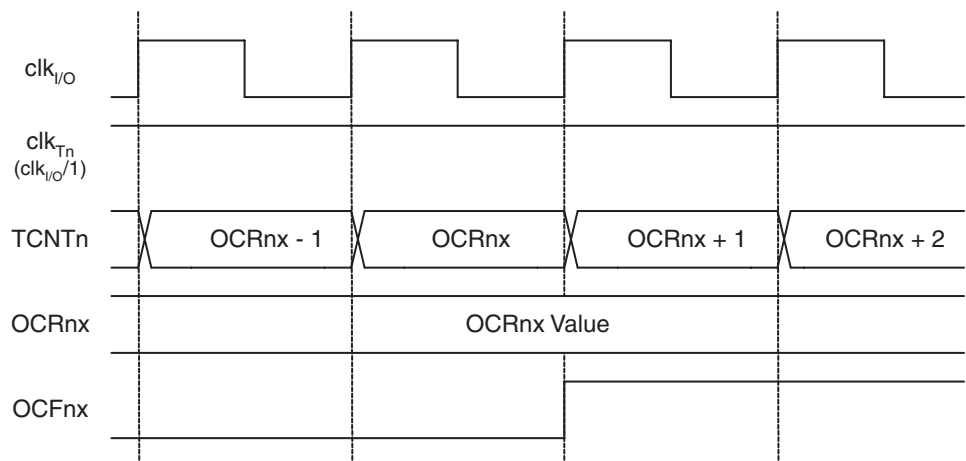 clkI/O
clkTn
(clkI/O/1)
TCNTn
OCRnx - 1 OCRnx OCRnx + 1 OCRnx + 2
OCRnx
OCRnx Value
OCFnx